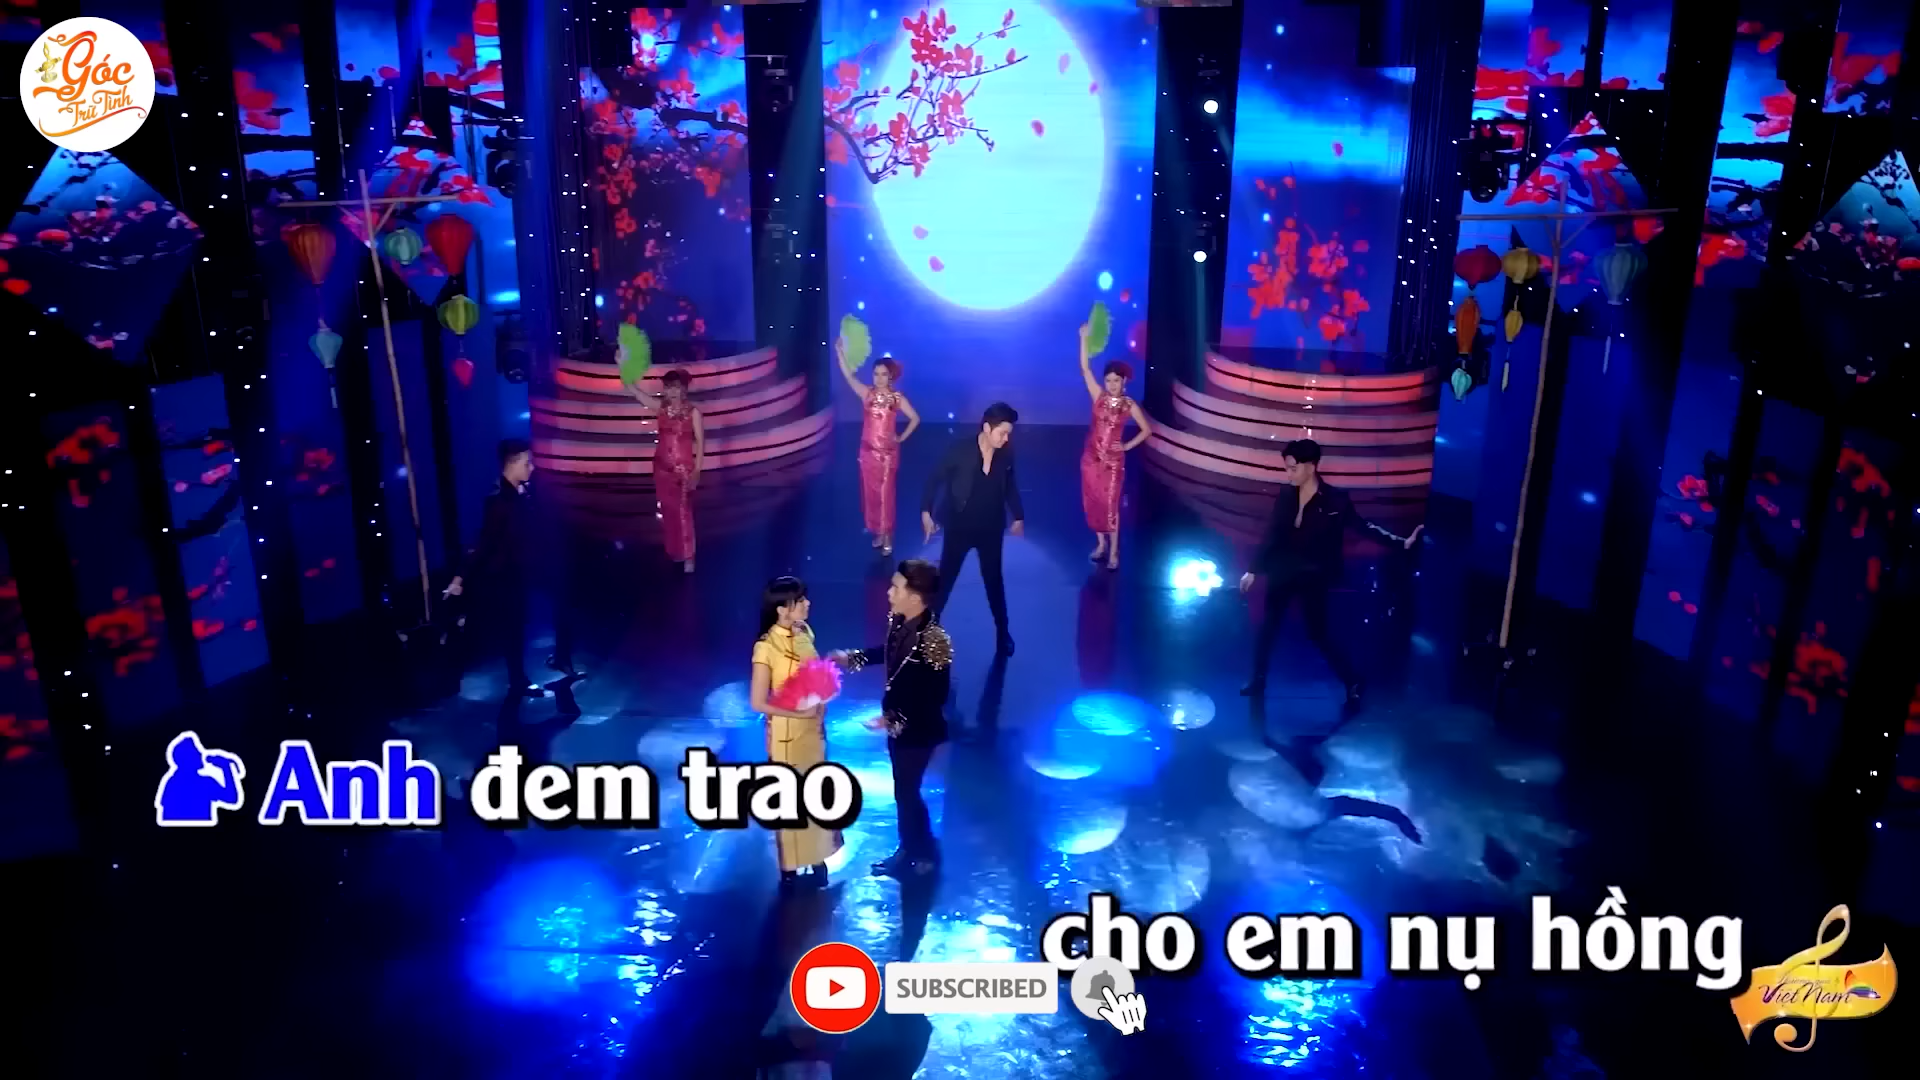 Góc
Trữ Tình
Anh đem trao
cho em nụ hồng
SUBSCRIBED
Việt Nam